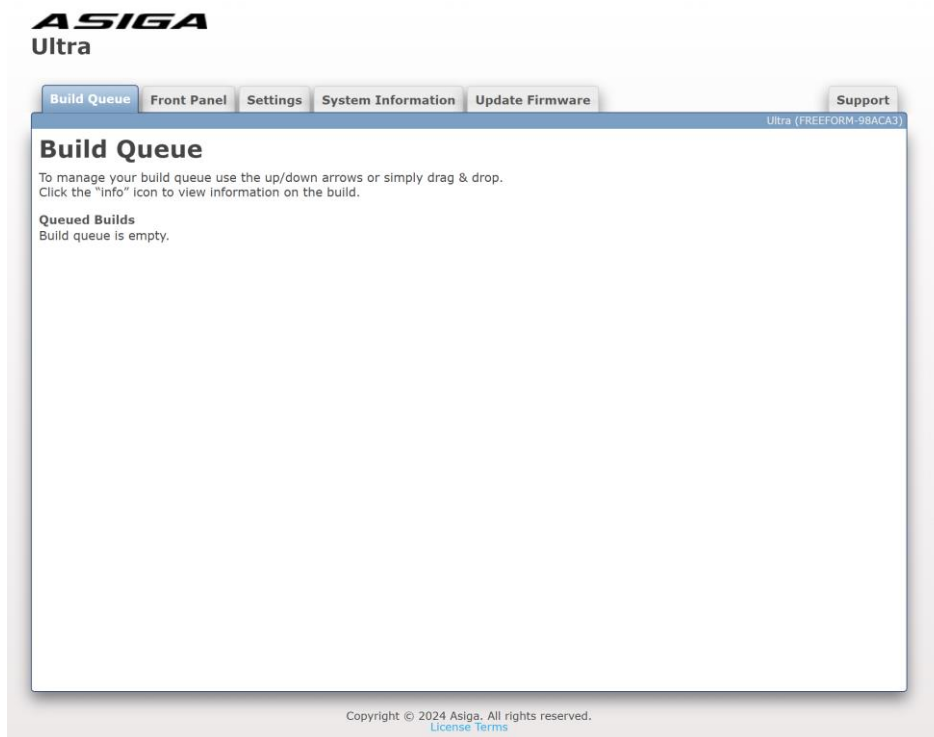 ASIGA
Ultra
Build Queue Front Panel Settings System Information Update Firmware Support
Ultra (FREEFORM-98ACA3)
Build Queue
To manage your build queue use the up/down arrows or simply drag & drop.
Click the "info" icon to view information on the build.
Queued Builds
Build queue is empty.
Copyright © 2024 Asiga. All rights reserved.
License Terms